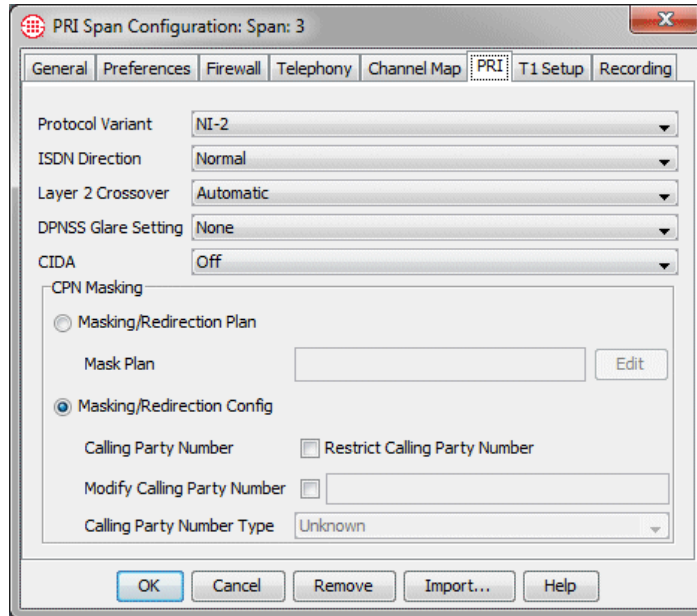 PRI Span Configuration: Span: 3
General Preferences Firewall Telephony Channel Map PRI T1 Setup Recording
Protocol Variant NI-2
ISDN Direction Normal
Layer 2 Crossover Automatic
DPNSS Glare Setting None
CIDA Off
CPN Masking
Masking/Redirection Plan
Mask Plan Edit
Masking/Redirection Config
Calling Party Number Restrict Calling Party Number
Modify Calling Party Number
Calling Party Number Type Unknown
OK Cancel Remove Import... Help